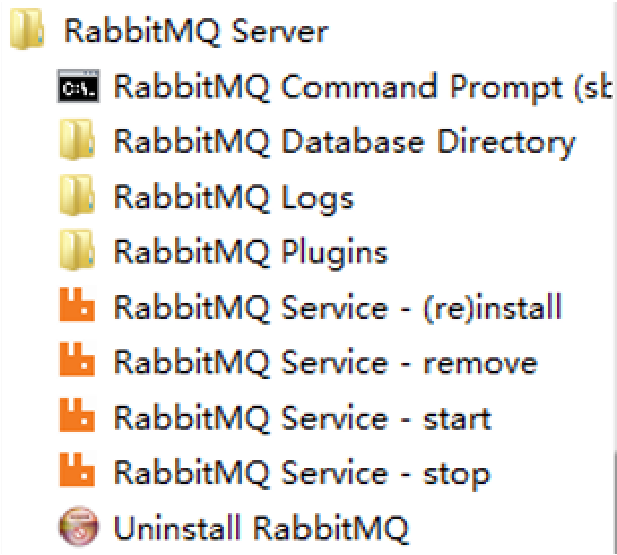 RabbitMQ Server
RabbitMQ Command Prompt (sb
RabbitMQ Database Directory
RabbitMQ Logs
RabbitMQ Plugins
RabbitMQ Service - (re)install
RabbitMQ Service - remove
RabbitMQ Service - start
RabbitMQ Service - stop
Uninstall RabbitMQ